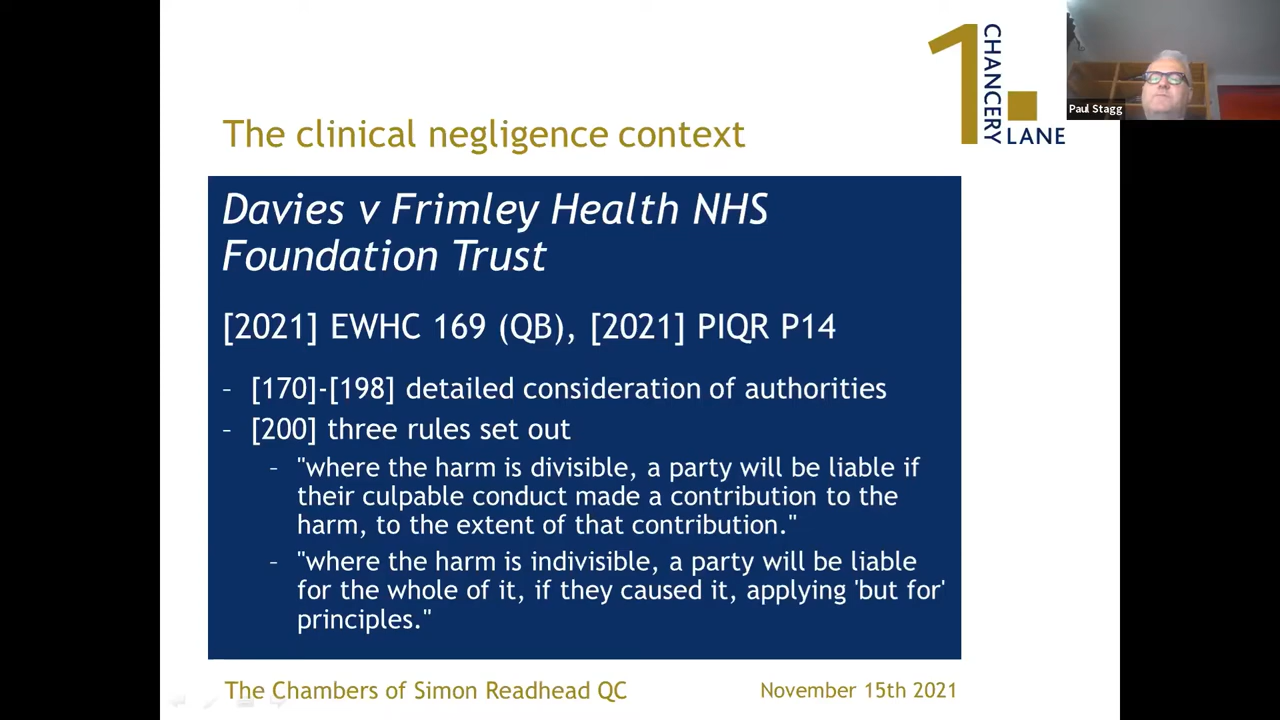 1 CHANCERY LANE
Paul Stagg
The clinical negligence context
Davies v Frimley Health NHS
Foundation Trust
[2021] EWHC 169 (QB), [2021] PIQR P14
- [170]-[198] detailed consideration of authorities
- [200] three rules set out
- "where the harm is divisible, a party will be liable if
their culpable conduct made a contribution to the
harm, to the extent of that contribution."
- "where the harm is indivisible, a party will be liable
for the whole of it, if they caused it, applying 'but for'
principles."
The Chambers of Simon Readhead QC
November 15th 2021